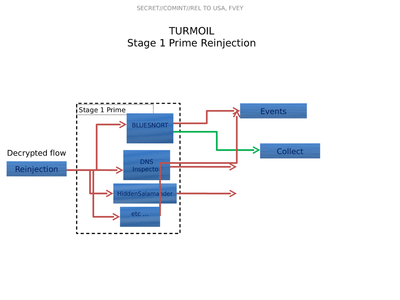 SECRET//COMINT//REL TO USA, FVEY
TURMOIL
Stage 1 Prime Reinjection
Stage 1 Prime
BLUESNORT
Events
Collect
Decrypted flow
Reinjection
DNS
Inspector
HiddenSalamander
etc...